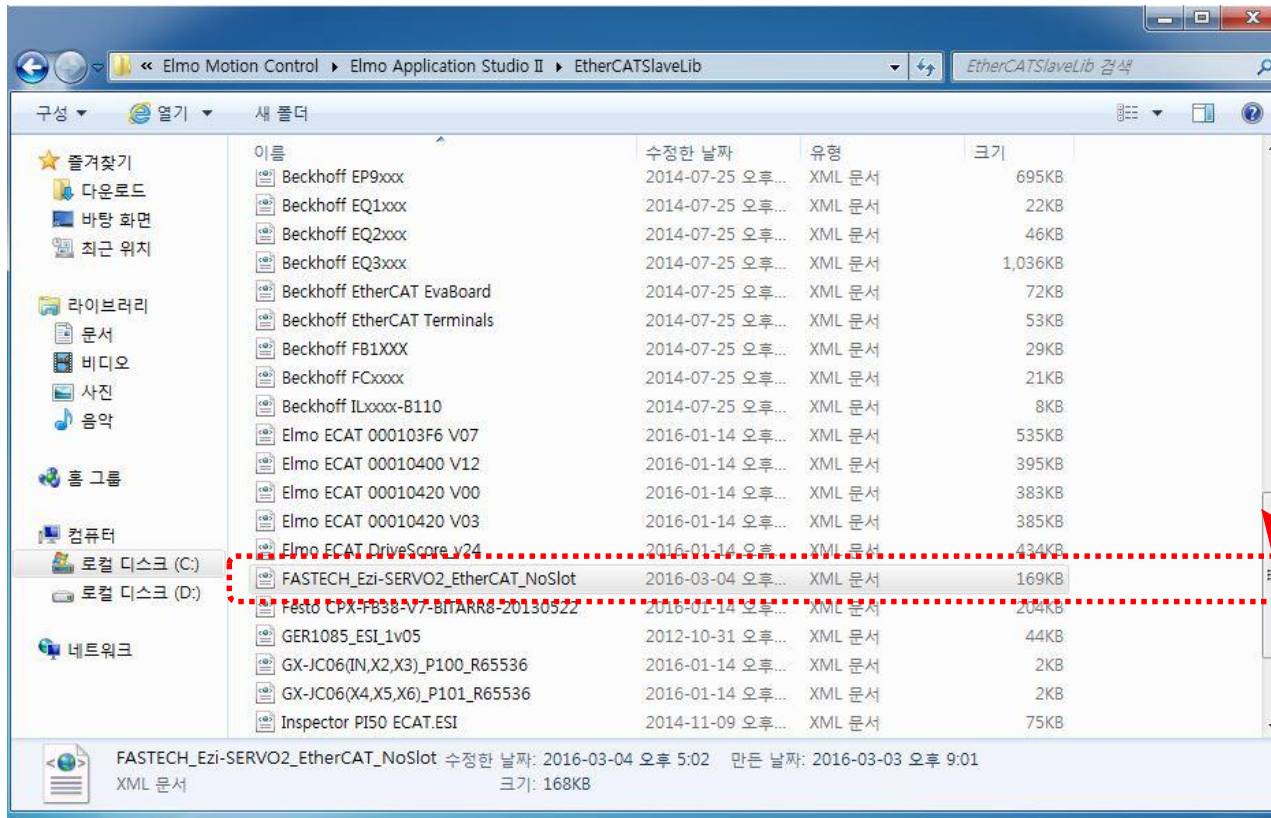 « Elmo Motion Control ▸ Elmo Application Studio II ▸ EtherCATSlaveLib
EtherCATSlaveLib 검색
구성 ▾ 열기 ▾ 새 폴더
즐겨찾기
다운로드
바탕 화면
최근 위치
라이브러리
문서
비디오
사진
음악
홈 그룹
컴퓨터
로컬 디스크 (C:)
로컬 디스크 (D:)
네트워크
이름 수정한 날짜 유형 크기
Beckhoff EP9xxx 2014-07-25 오후... XML 문서 695KB
Beckhoff EQ1xxx 2014-07-25 오후... XML 문서 22KB
Beckhoff EQ2xxx 2014-07-25 오후... XML 문서 46KB
Beckhoff EQ3xxx 2014-07-25 오후... XML 문서 1,036KB
Beckhoff EtherCAT EvaBoard 2014-07-25 오후... XML 문서 72KB
Beckhoff EtherCAT Terminals 2014-07-25 오후... XML 문서 53KB
Beckhoff FB1XXX 2014-07-25 오후... XML 문서 29KB
Beckhoff FCxxxx 2014-07-25 오후... XML 문서 21KB
Beckhoff ILxxxx-B110 2014-07-25 오후... XML 문서 8KB
Elmo ECAT 000103F6 V07 2016-01-14 오후... XML 문서 535KB
Elmo ECAT 00010400 V12 2016-01-14 오후... XML 문서 395KB
Elmo ECAT 00010420 V00 2016-01-14 오후... XML 문서 383KB
Elmo ECAT 00010420 V03 2016-01-14 오후... XML 문서 385KB
Elmo ECAT DriveScore_v24 2016-01-14 오후... XML 문서 434KB
FASTECH_Ezi-SERVO2_EtherCAT_NoSlot 2016-03-04 오후... XML 문서 169KB
Festo CPX-FB38-V7-BITARR8-20130522 2016-01-14 오후... XML 문서 204KB
GER1085_ESI_1v05 2012-10-31 오후... XML 문서 44KB
GX-JC06(IN,X2,X3)_P100_R65536 2016-01-14 오후... XML 문서 2KB
GX-JC06(X4,X5,X6)_P101_R65536 2016-01-14 오후... XML 문서 2KB
Inspector PI50 ECAT.ESI 2014-11-09 오후... XML 문서 75KB
FASTECH_Ezi-SERVO2_EtherCAT_NoSlot 수정한 날짜: 2016-03-04 오후 5:02 만든 날짜: 2016-03-03 오후 9:01
XML 문서 크기: 168KB